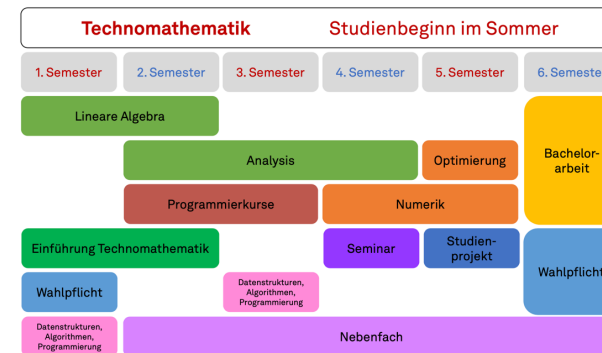 Technomathematik Studienbeginn im Sommer
1. Semester 2. Semester 3. Semester 4. Semester 5. Semester 6. Semeste
Lineare Algebra
Analysis Optimierung
Bachelor-
arbeit
Programmierkurse Numerik
Einführung Technomathematik Seminar
Studien-
projekt
Wahlpflicht
Wahlpflicht
Datenstrukturen,
Algorithmen,
Programmierung
Datenstrukturen,
Algorithmen,
Programmierung
Nebenfach